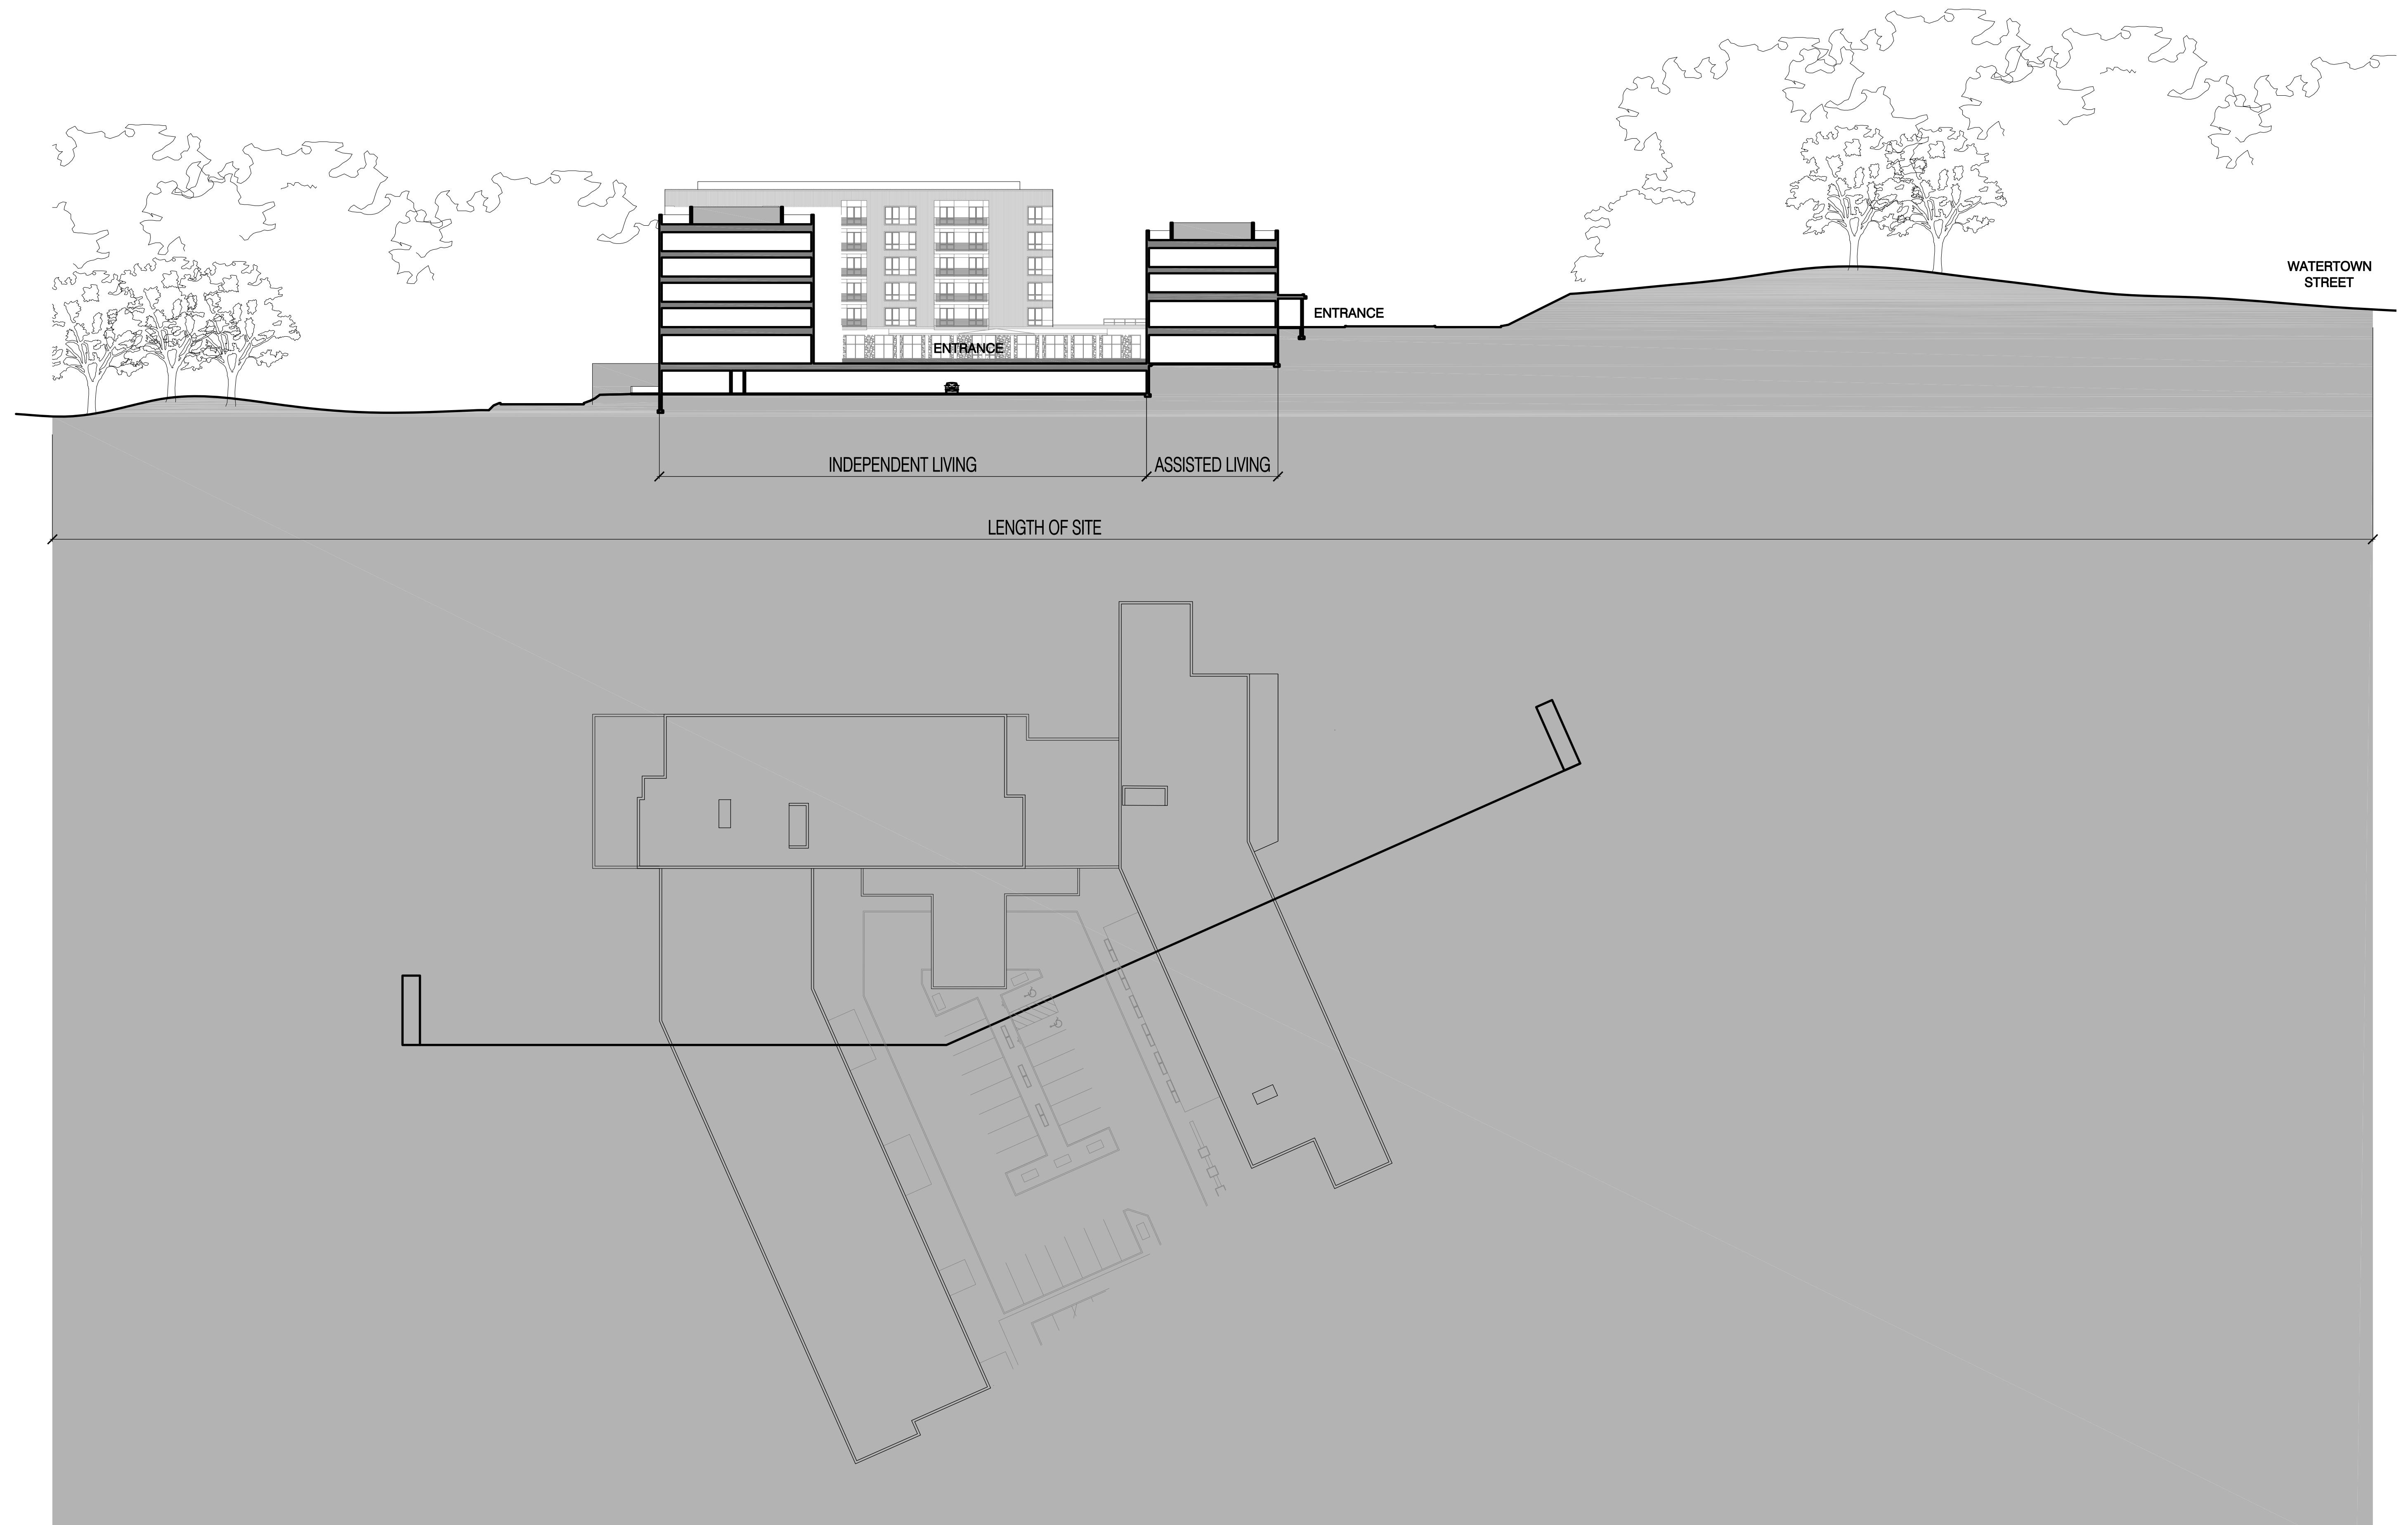 WATERTOWN
STREET
ENTRANCE
ENTRANCE
INDEPENDENT LIVING
ASSISTED LIVING
LENGTH OF SITE